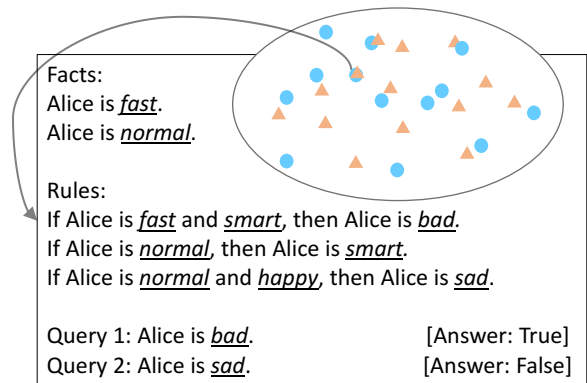 Facts:
Alice is fast.
Alice is normal.
Rules:
If Alice is fast and smart, then Alice is bad.
If Alice is normal, then Alice is smart.
If Alice is normal and happy, then Alice is sad.
Query 1: Alice is bad. [Answer: True]
Query 2: Alice is sad. [Answer: False]